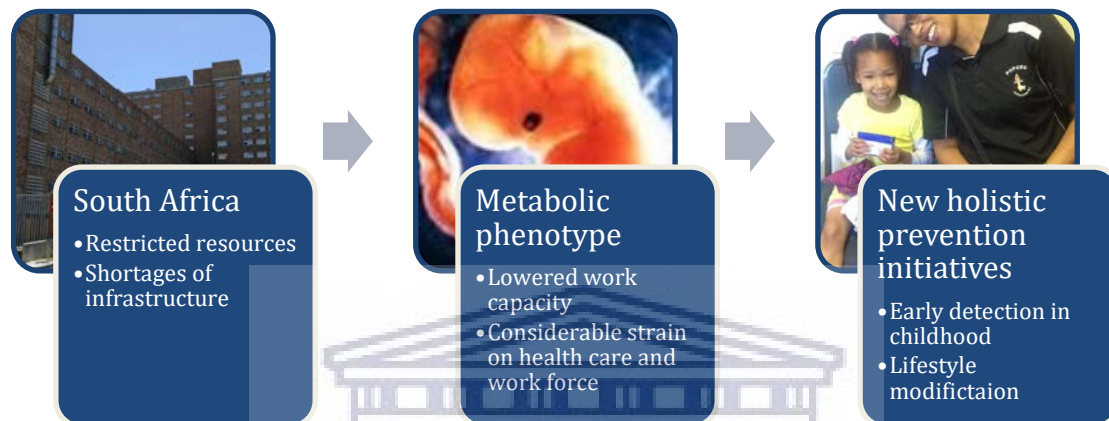 South Africa
•Restricted resources
•Shortages of
infrastructure
Metabolic
phenotype
•Lowered work
capacity
•Considerable strain
on health care and
work force
New holistic
prevention
initiatives
•Early detection in
childhood
•Lifestyle
modifictaion